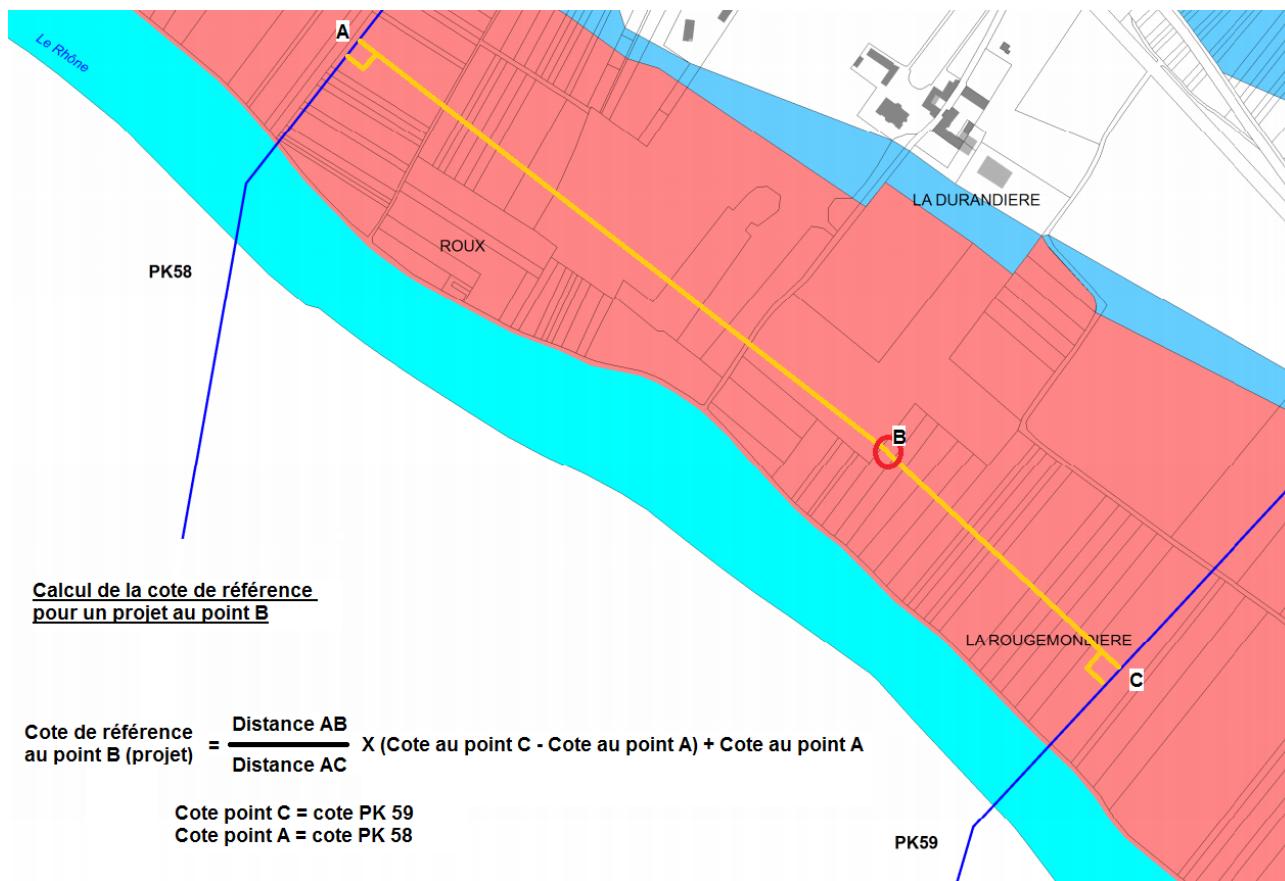 A
Le Rhône
LA DURANDIERE
ROUX
PK58
B
Calcul de la cote de référence
pour un projet au point B
LA ROUGEMONDIERE
C
Cote de référence
au point B (projet)
=
Distance AB
Distance AC
X (Cote au point C - Cote au point A) + Cote au point A
Cote point C = cote PK 59
Cote point A = cote PK 58
PK59